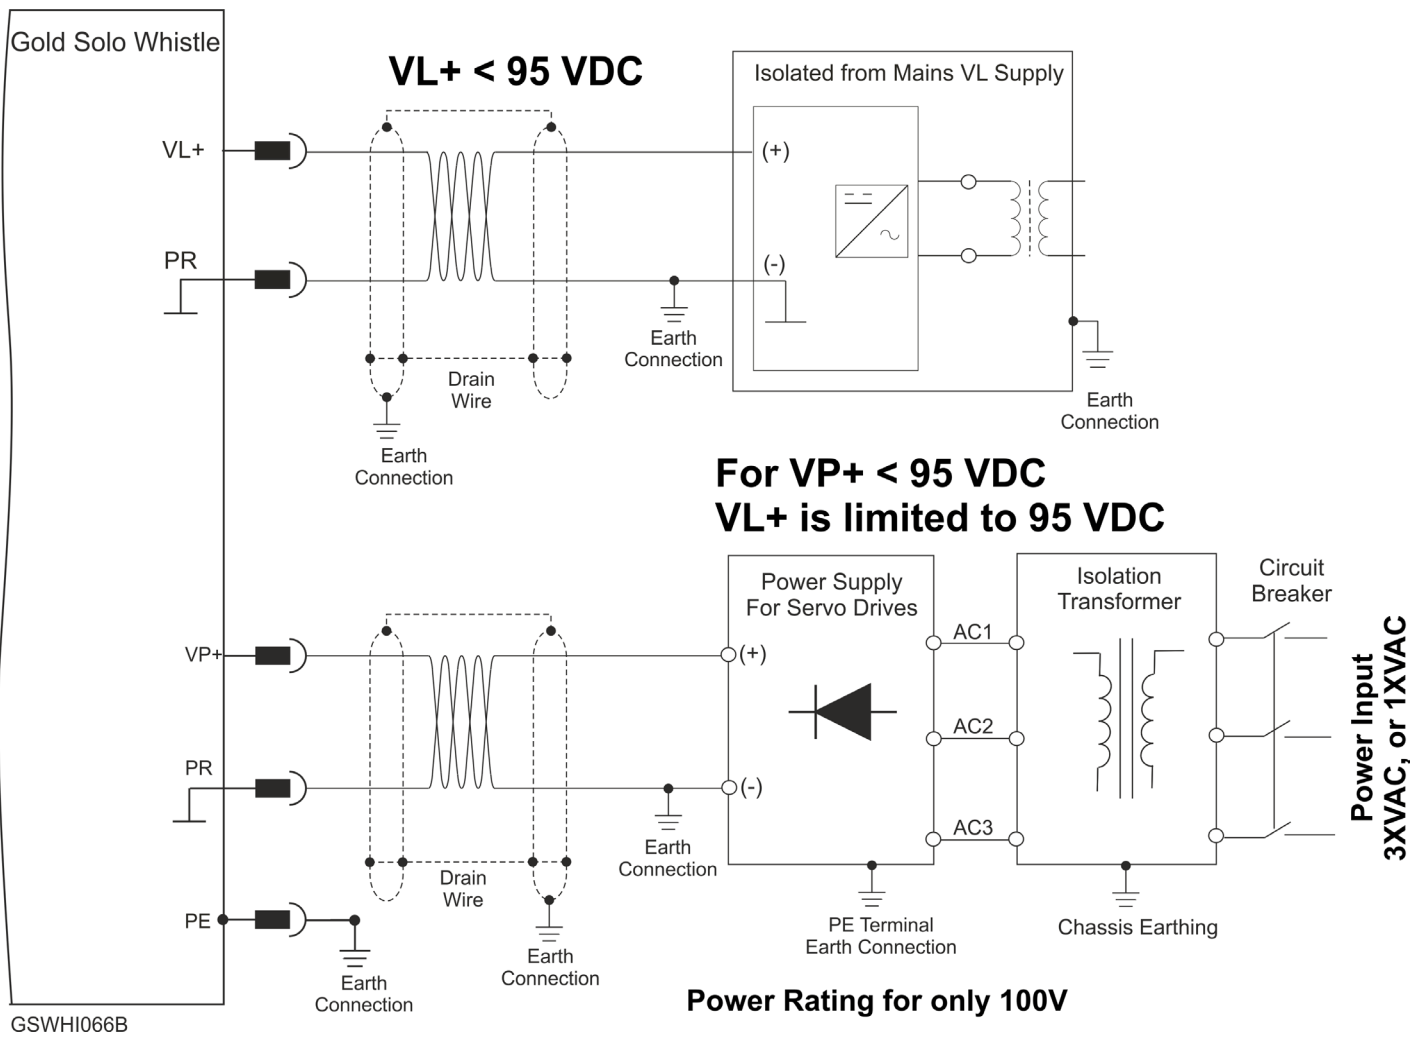 Gold Solo Whistle
VL+ < 95 VDC
Isolated from Mains VL Supply
VL+
(+)
PR
(-)
Earth
Connection
Drain
Wire
Earth
Connection
Earth
Connection
For VP+ < 95 VDC
VL+ is limited to 95 VDC
Power Supply
For Servo Drives
Isolation
Transformer
Circuit
Breaker
VP+
(+)
AC1
AC2
AC3
Power Input
3XVAC, or 1XVAC
PR
(-)
Earth
Connection
Drain
Wire
PE
Earth
Connection
Earth
Connection
PE Terminal
Earth Connection
Chassis Earthing
Power Rating for only 100V
GSWHI066B